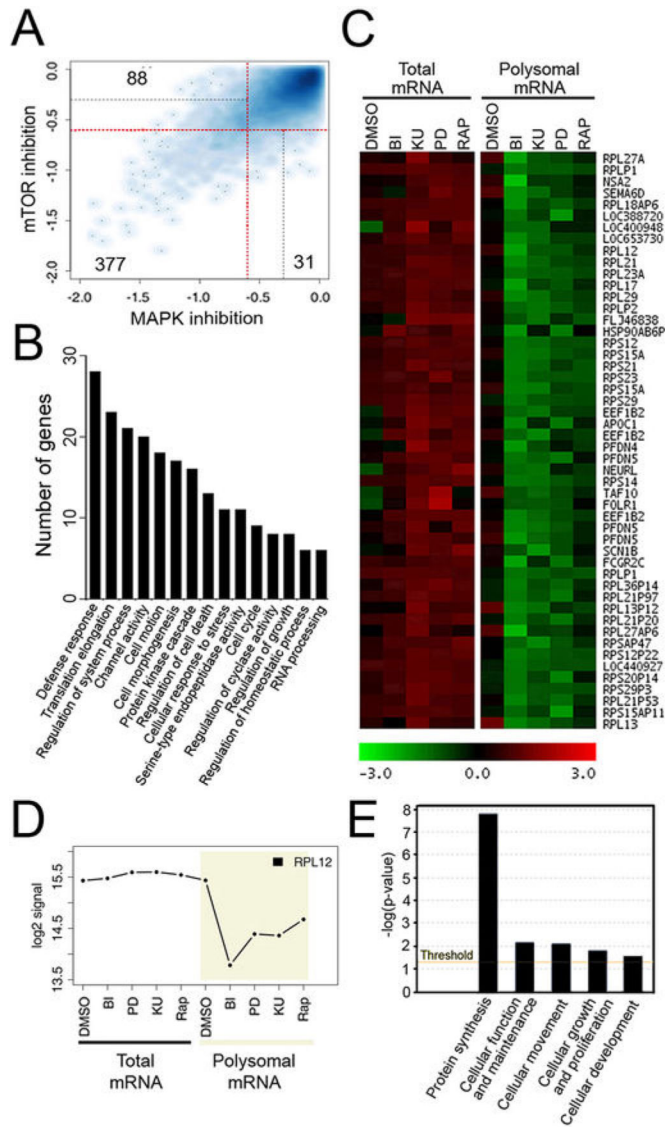 A
mTOR inhibition
0.0
-0.5
-1.0
-1.5
-2.0
88
377
31
-2.0 -1.5 -1.0 -0.5 0.0
MAPK inhibition
B
Number of genes
30
20
10
0
Defense response
Translation elongation
Regulation of system process
Channel activity
Cell motion
Cell morphogenesis
Protein kinase cascade
Regulation of cell death
Cellular response to stress
Serine-type endopeptidase activity
Cell cycle
Regulation of cyclase activity
Regulation of growth
Regulation of homeostatic process
RNA processing
C
Total mRNA
Polysomal mRNA
DMSO BI KU PD RAP DMSO BI KU PD RAP
RPL27A
RPLP1
NSA2
SEMA6D
RPL18AP6
LOC388720
LOC400948
LOC653730
RPL12
RPL21
RPL23A
RPL17
RPL29
RPLP2
FLJ46838
HSP90AB6P
RPS12
RPS15A
RPS21
RPS23
RPS15A
RPS29
EEF1B2
APOC1
EEF1B2
PFDN4
PFDN5
NEURL
RPS14
TAF10
FOLR1
EEF1B2
PFDN5
PFDN5
SCN1B
FCGR2C
RPLP1
RPL36P14
RPL21P97
RPL13P12
RPL21P20
RPL27AP6
RPSAP47
RPS12P22
LOC440927
RPS20P14
RPS29P3
RPL21P53
RPS15AP11
RPL13
-3.0 0.0 3.0
D
log2 signal
15.5
14.5
13.5
RPL12
DMSO BI PD KU Rap DMSO BI PD KU Rap
Total mRNA
Polysomal mRNA
E
-log(p-value)
8
7
6
5
4
3
2
1
0
Threshold
Protein synthesis
Cellular function and maintenance
Cellular movement
Cellular growth and proliferation
Cellular development